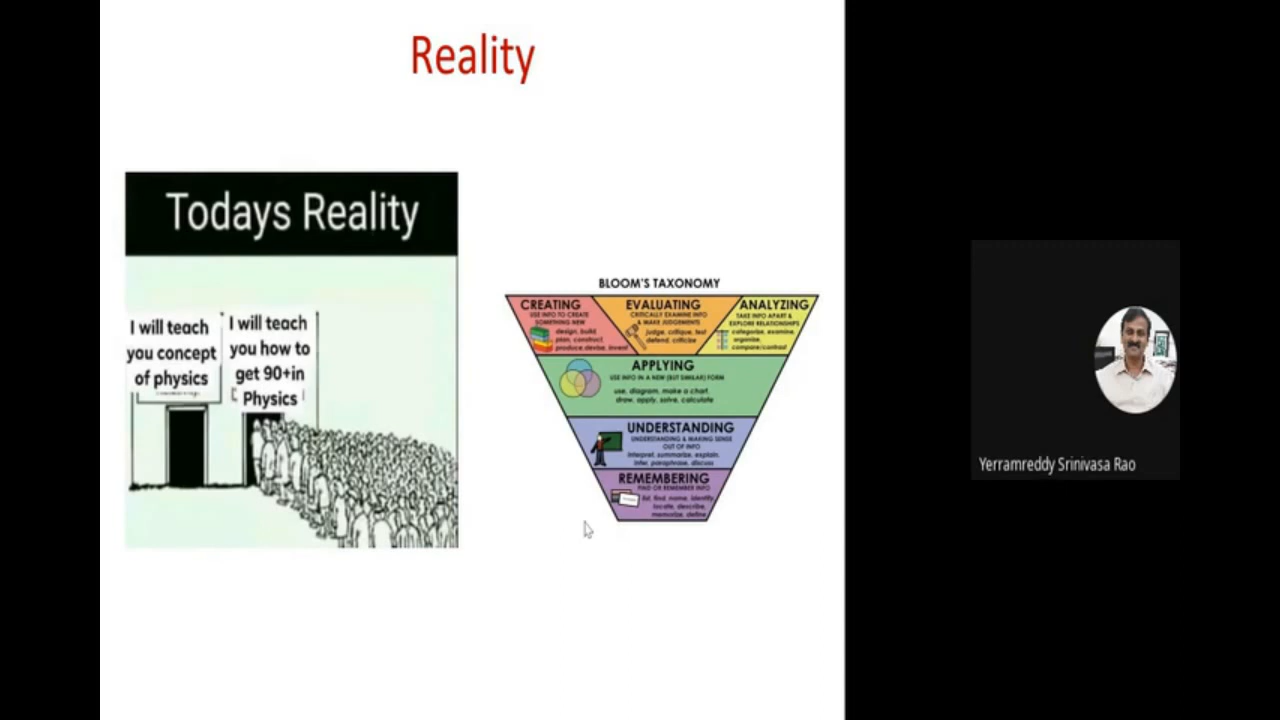 Reality
Todays Reality
I will teach
you concept
of physics
I will teach
you how to
get 90+in
Physics
BLOOM'S TAXONOMY
CREATING
USE INFO TO CREATE
SOMETHING NEW
design, build,
plan, construct,
produce, devise, invent
EVALUATING
CRITICALLY EXAMINE INFO
& MAKE JUDGEMENTS
judge, critique, test
defend, criticize
ANALYZING
TAKE INFO APART &
EXPLORE RELATIONSHIPS
categorize, examine,
organize,
compare/contrast
APPLYING
USE INFO IN A NEW (BUT SIMILAR) FORM
use, diagram, make a chart,
draw, apply, solve, calculate
UNDERSTANDING
UNDERSTANDING & MAKING SENSE
OUT OF INFO
interpret, summarize, explain,
infer, paraphrase, discuss
REMEMBERING
FIND OR REMEMBER INFO
list, find, name, identify,
locate, describe,
memorize, define
Yerramreddy Srinivasa Rao